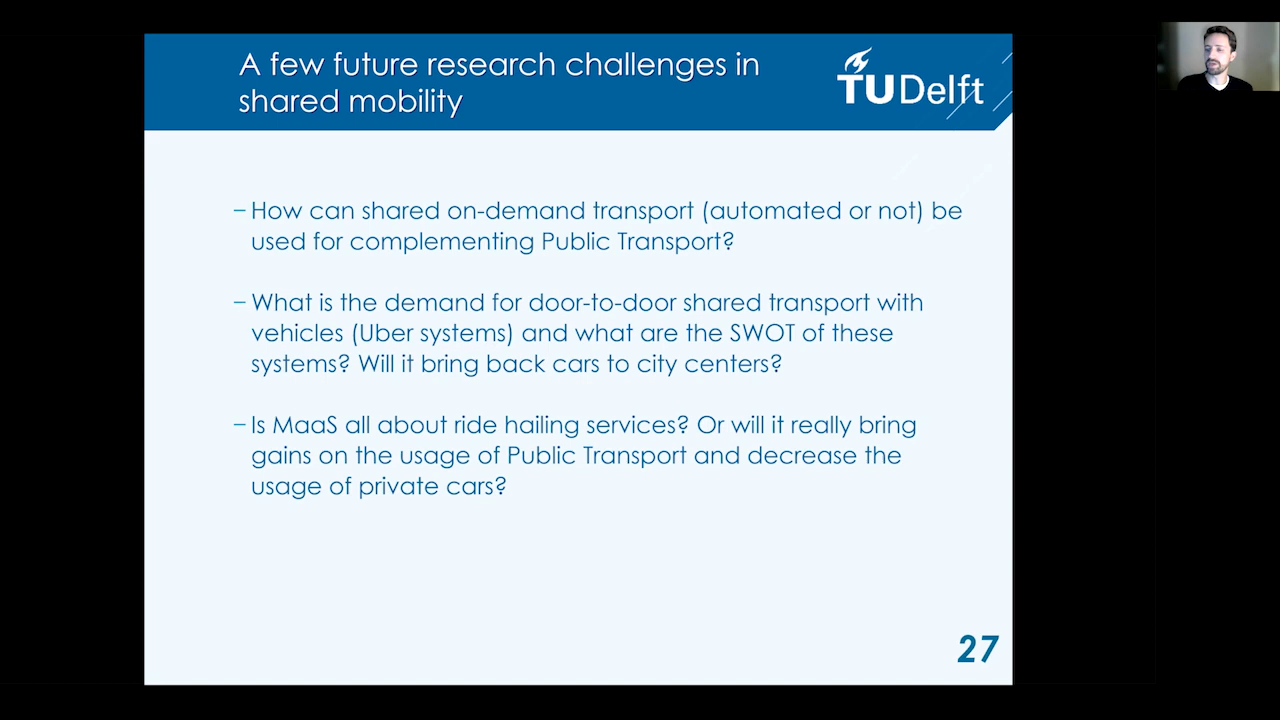 A few future research challenges in
shared mobility
TU Delft
– How can shared on-demand transport (automated or not) be
used for complementing Public Transport?
– What is the demand for door-to-door shared transport with
vehicles (Uber systems) and what are the SWOT of these
systems? Will it bring back cars to city centers?
– Is MaaS all about ride hailing services? Or will it really bring
gains on the usage of Public Transport and decrease the
usage of private cars?
27